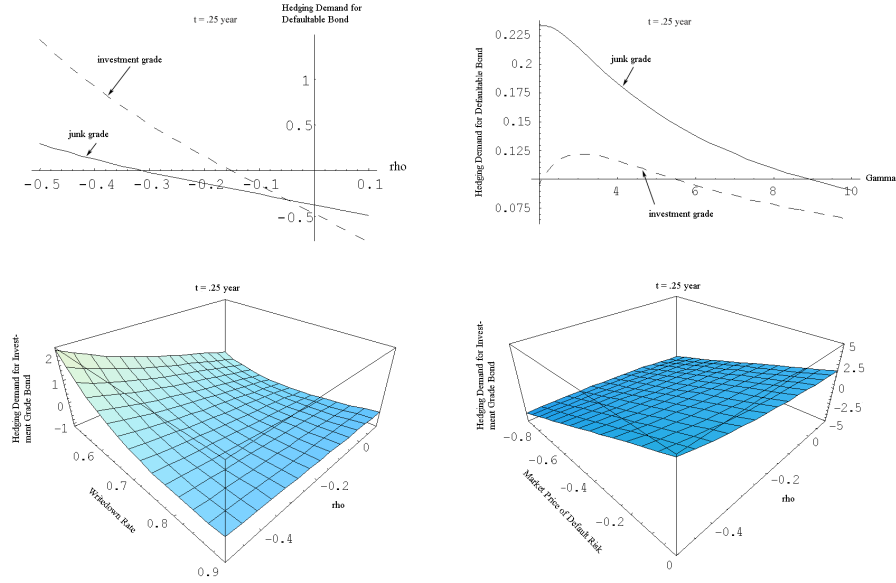 Hedging Demand for
Defaultable Bond
t = .25 year
investment grade
1
0.5
junk grade
rho
-0.5
-0.4
-0.3
-0.2
-0.1
0.1
-0.5
t = .25 year
Hedging Demand for Defaultable Bond
0.225
0.2
0.175
0.15
0.125
0.075
junk grade
investment grade
4
6
8
10
Gamma
t = .25 year
Hedging Demand for Invest-
ment Grade Bond
2
1
0
-1
0.6
0.7
0.8
0.9
Writedown Rate
0
-0.2
-0.4
rho
t = .25 year
Hedging Demand for Invest-
ment Grade Bond
5
2.5
0
-2.5
-5
-0.8
-0.6
-0.4
-0.2
0
Market Price of Default Risk
0
-0.2
-0.4
rho